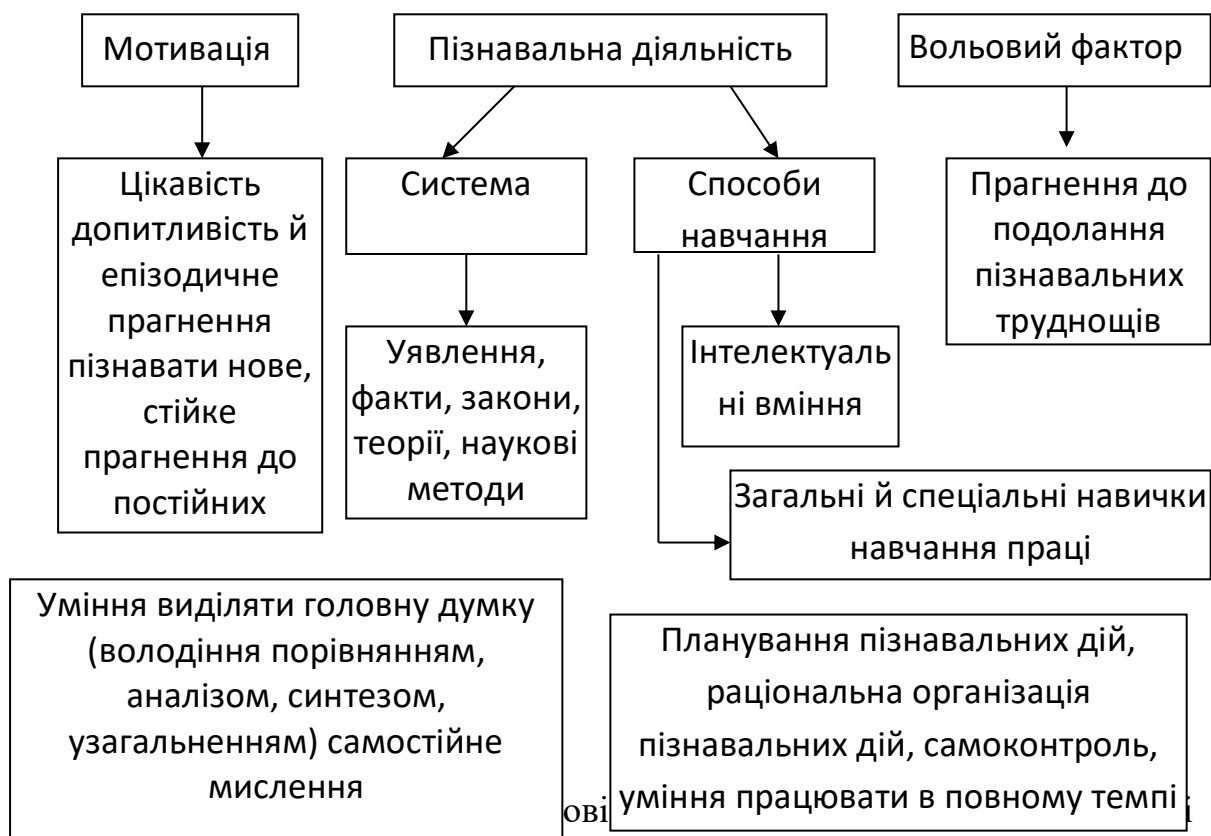 Мотивація
Пізнавальна діяльність
Вольовий фактор
Цікавість
допитливість й
епізодичне
прагнення
пізнавати нове,
стійке
прагнення до
постійних
Система
Способи
навчання
Прагнення до
подолання
пізнавальних
труднощів
Уявлення,
факти, закони,
теорії, наукові
методи
Інтелектуаль
ні вміння
Загальні й спеціальні навички
навчання праці
Уміння виділяти головну думку
(володіння порівнянням,
аналізом, синтезом,
узагальненням) самостійне
мислення
Планування пізнавальних дій,
раціональна організація
пізнавальних дій, самоконтроль,
уміння працювати в повному темпі
ові